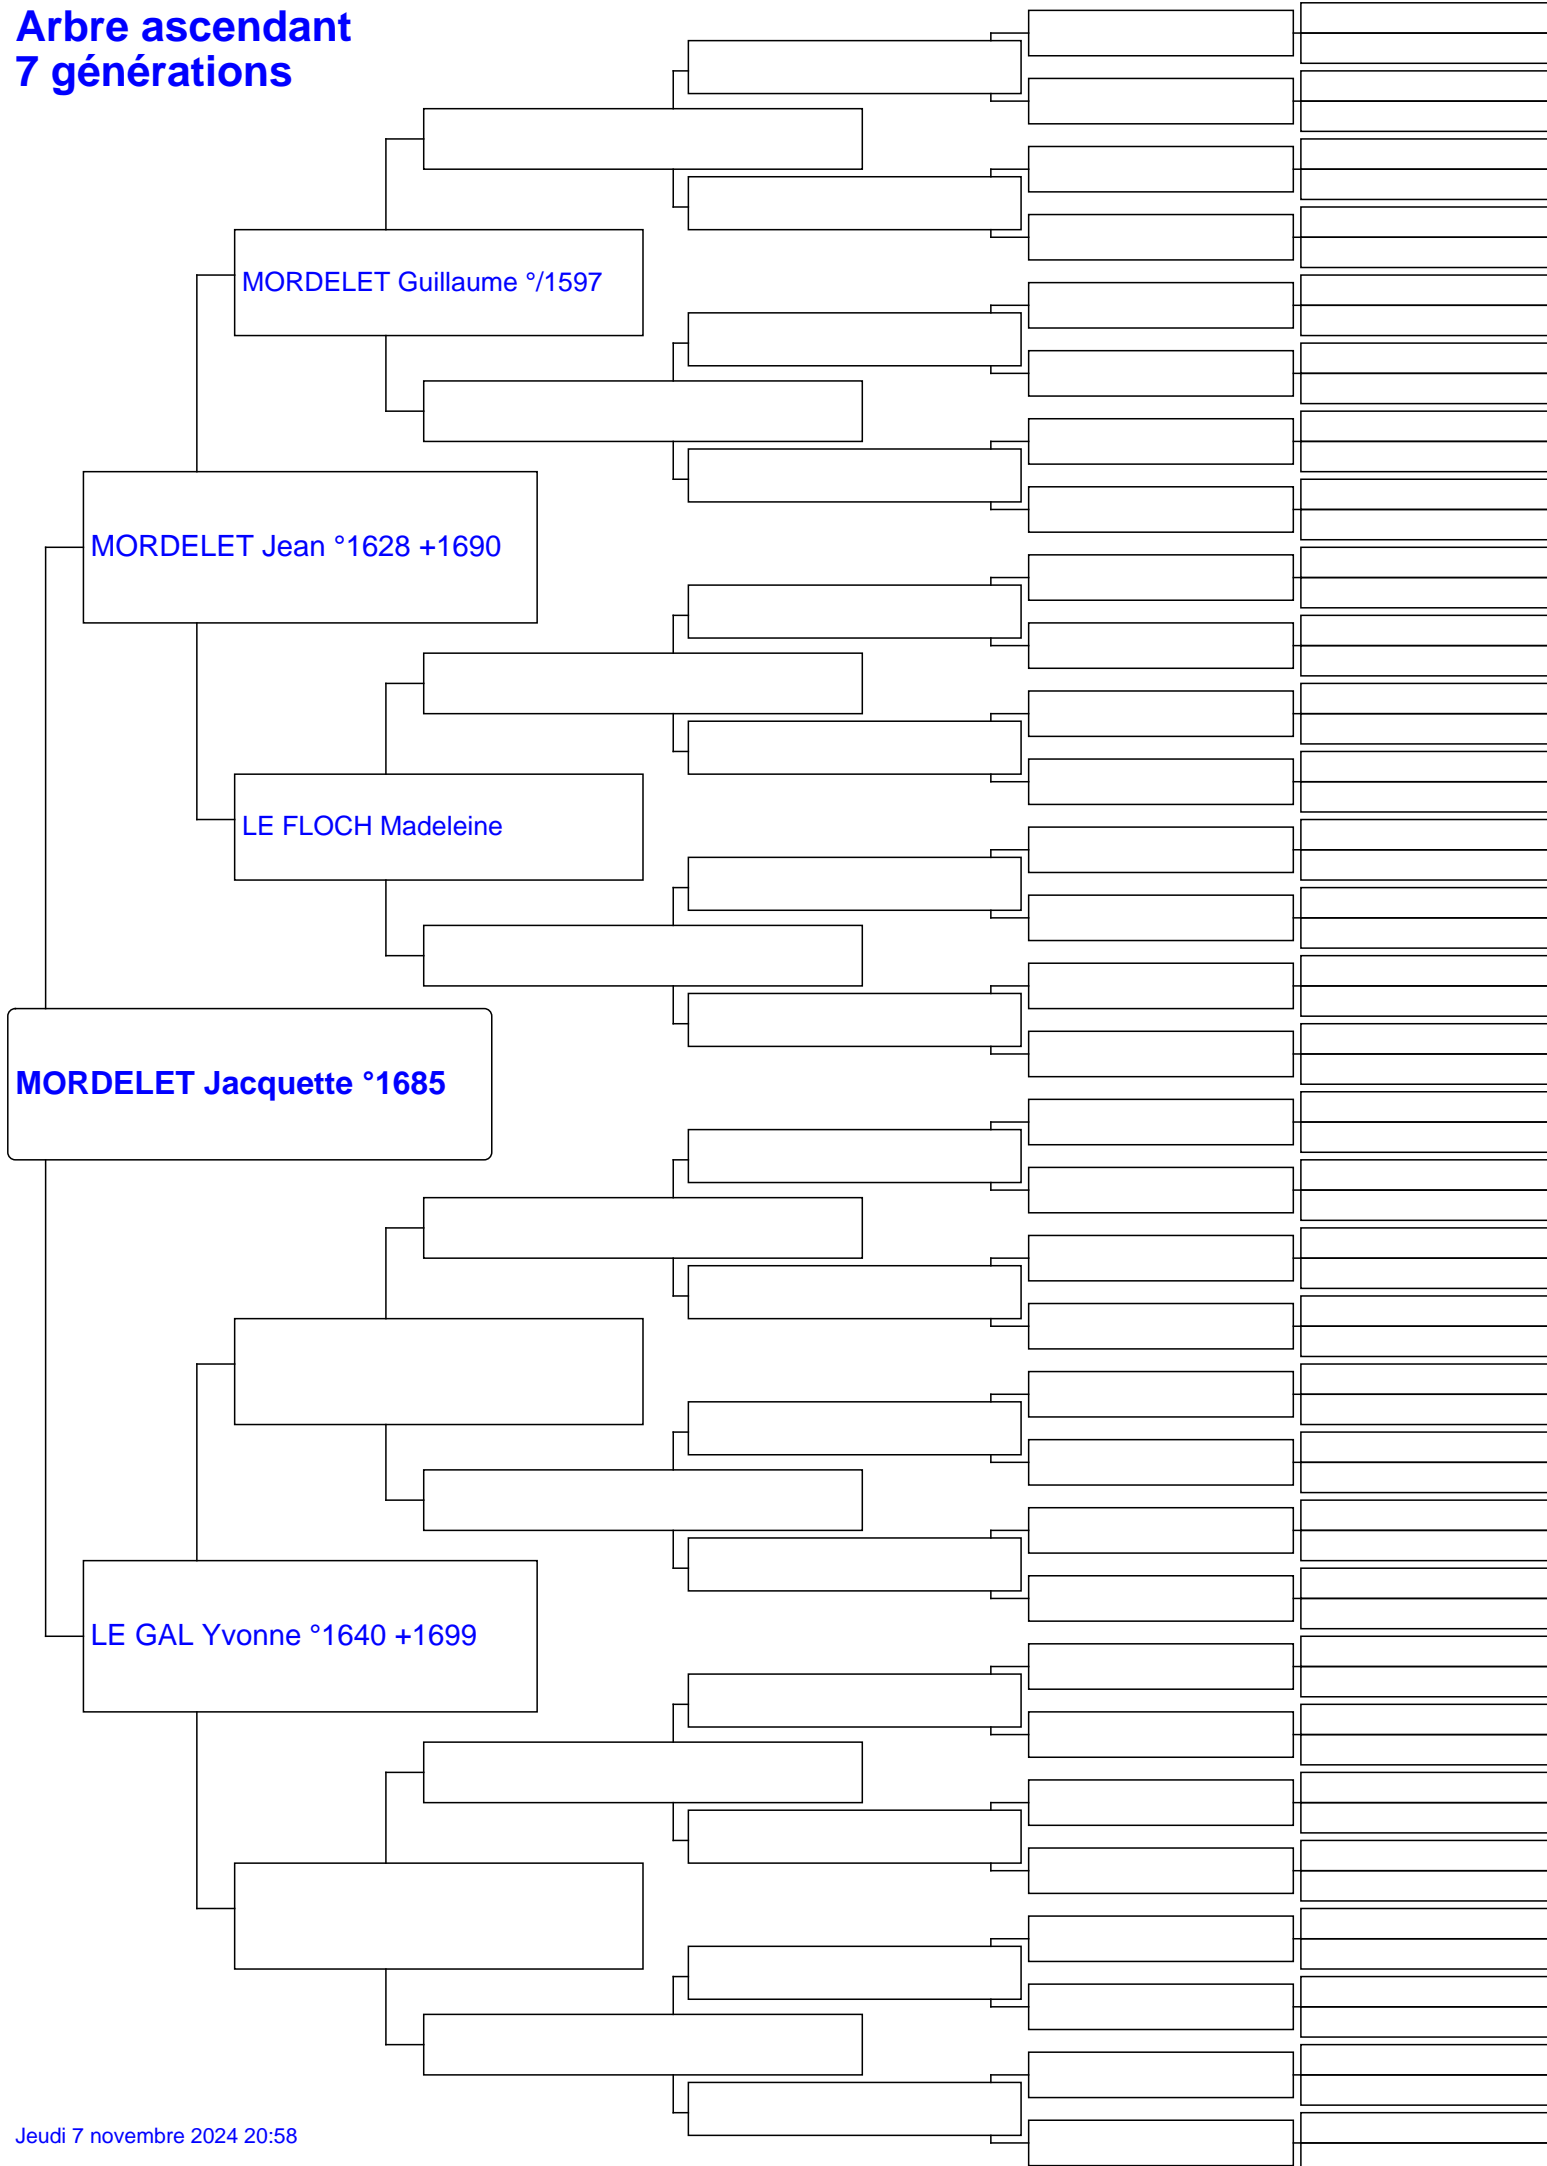 Arbre ascendant
7 générations
MORDELET Guillaume °/1597
MORDELET Jean °1628 +1690
LE FLOCH Madeleine
MORDELET Jacquette °1685
LE GAL Yvonne °1640 +1699
Jeudi 7 novembre 2024 20:58